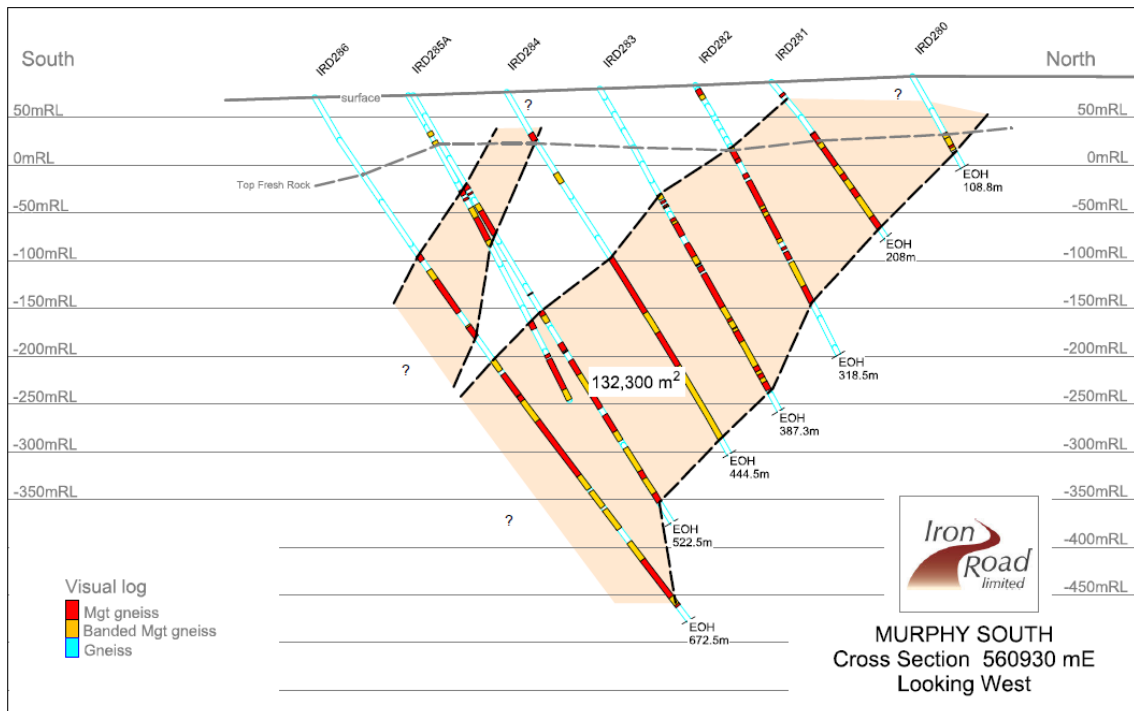 South
North
IRD286
IRD285A
IRD284
IRD283
IRD282
IRD281
IRD280
surface
?
?
50mRL
50mRL
0mRL
0mRL
Top Fresh Rock
EOH
108.8m
-50mRL
-50mRL
EOH
208m
-100mRL
-100mRL
-150mRL
-150mRL
-200mRL
-200mRL
EOH
318.5m
?
132,300 m²
-250mRL
-250mRL
EOH
387.3m
-300mRL
-300mRL
EOH
444.5m
-350mRL
-350mRL
?
EOH
522.5m
-400mRL
-450mRL
EOH
672.5m
Visual log
Mgt gneiss
Banded Mgt gneiss
Gneiss
Iron
Road
limited
MURPHY SOUTH
Cross Section 560930 mE
Looking West